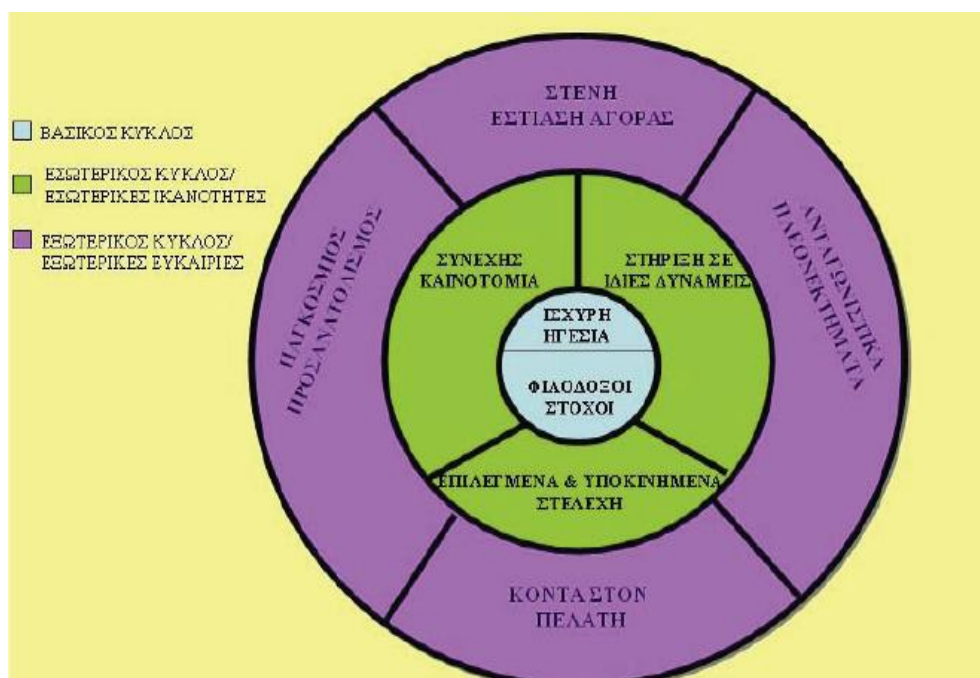 ΒΑΣΙΚΟΣ ΚΥΚΛΟΣ
ΕΣΩΤΕΡΙΚΟΣ ΚΥΚΛΟΣ/
ΕΣΩΤΕΡΙΚΕΣ ΙΚΑΝΟΤΗΤΕΣ
ΕΞΩΤΕΡΙΚΟΣ ΚΥΚΛΟΣ/
ΕΞΩΤΕΡΙΚΕΣ ΕΥΚΑΙΡΙΕΣ
ΣΤΕΝΗ
ΕΣΤΙΑΣΗ ΑΓΟΡΑΣ
ΠΑΓΚΟΣΜΙΟΣ
ΠΡΟΣΑΝΑΤΟΛΙΣΜΟΣ
ΑΝΤΑΓΩΝΙΣΤΙΚΑ
ΠΛΕΟΝΕΚΤΗΜΑΤΑ
ΣΥΝΕΧΗΣ
ΚΑΙΝΟΤΟΜΙΑ
ΣΤΗΡΙΞΗ ΣΕ
ΙΔΙΕΣ ΔΥΝΑΜΕΙΣ
ΙΣΧΥΡΗ
ΗΓΕΣΙΑ
ΦΙΛΟΔΟΞΟΙ
ΣΤΟΧΟΙ
ΕΠΙΛΕΓΜΕΝΑ & ΥΠΟΚΙΝΗΜΕΝΑ
ΣΤΕΛΕΧΗ
ΚΟΝΤΑ ΣΤΟΝ
ΠΕΛΑΤΗ